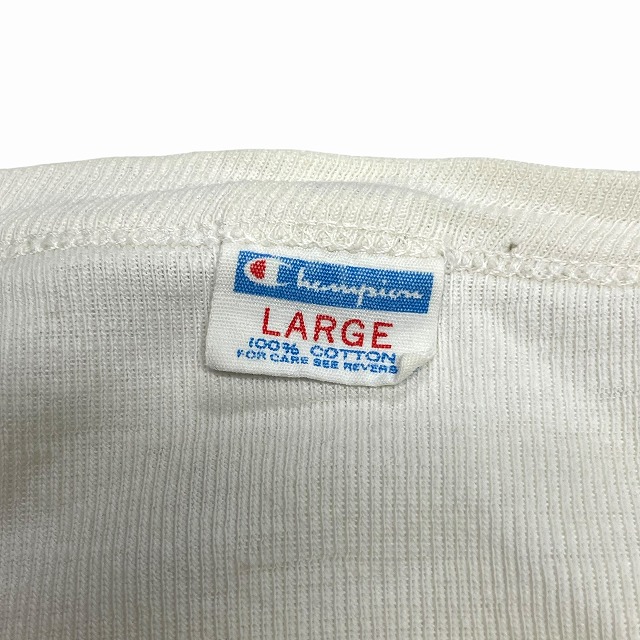 Champion
LARGE
100% COTTON
FOR CARE SEE REVERS